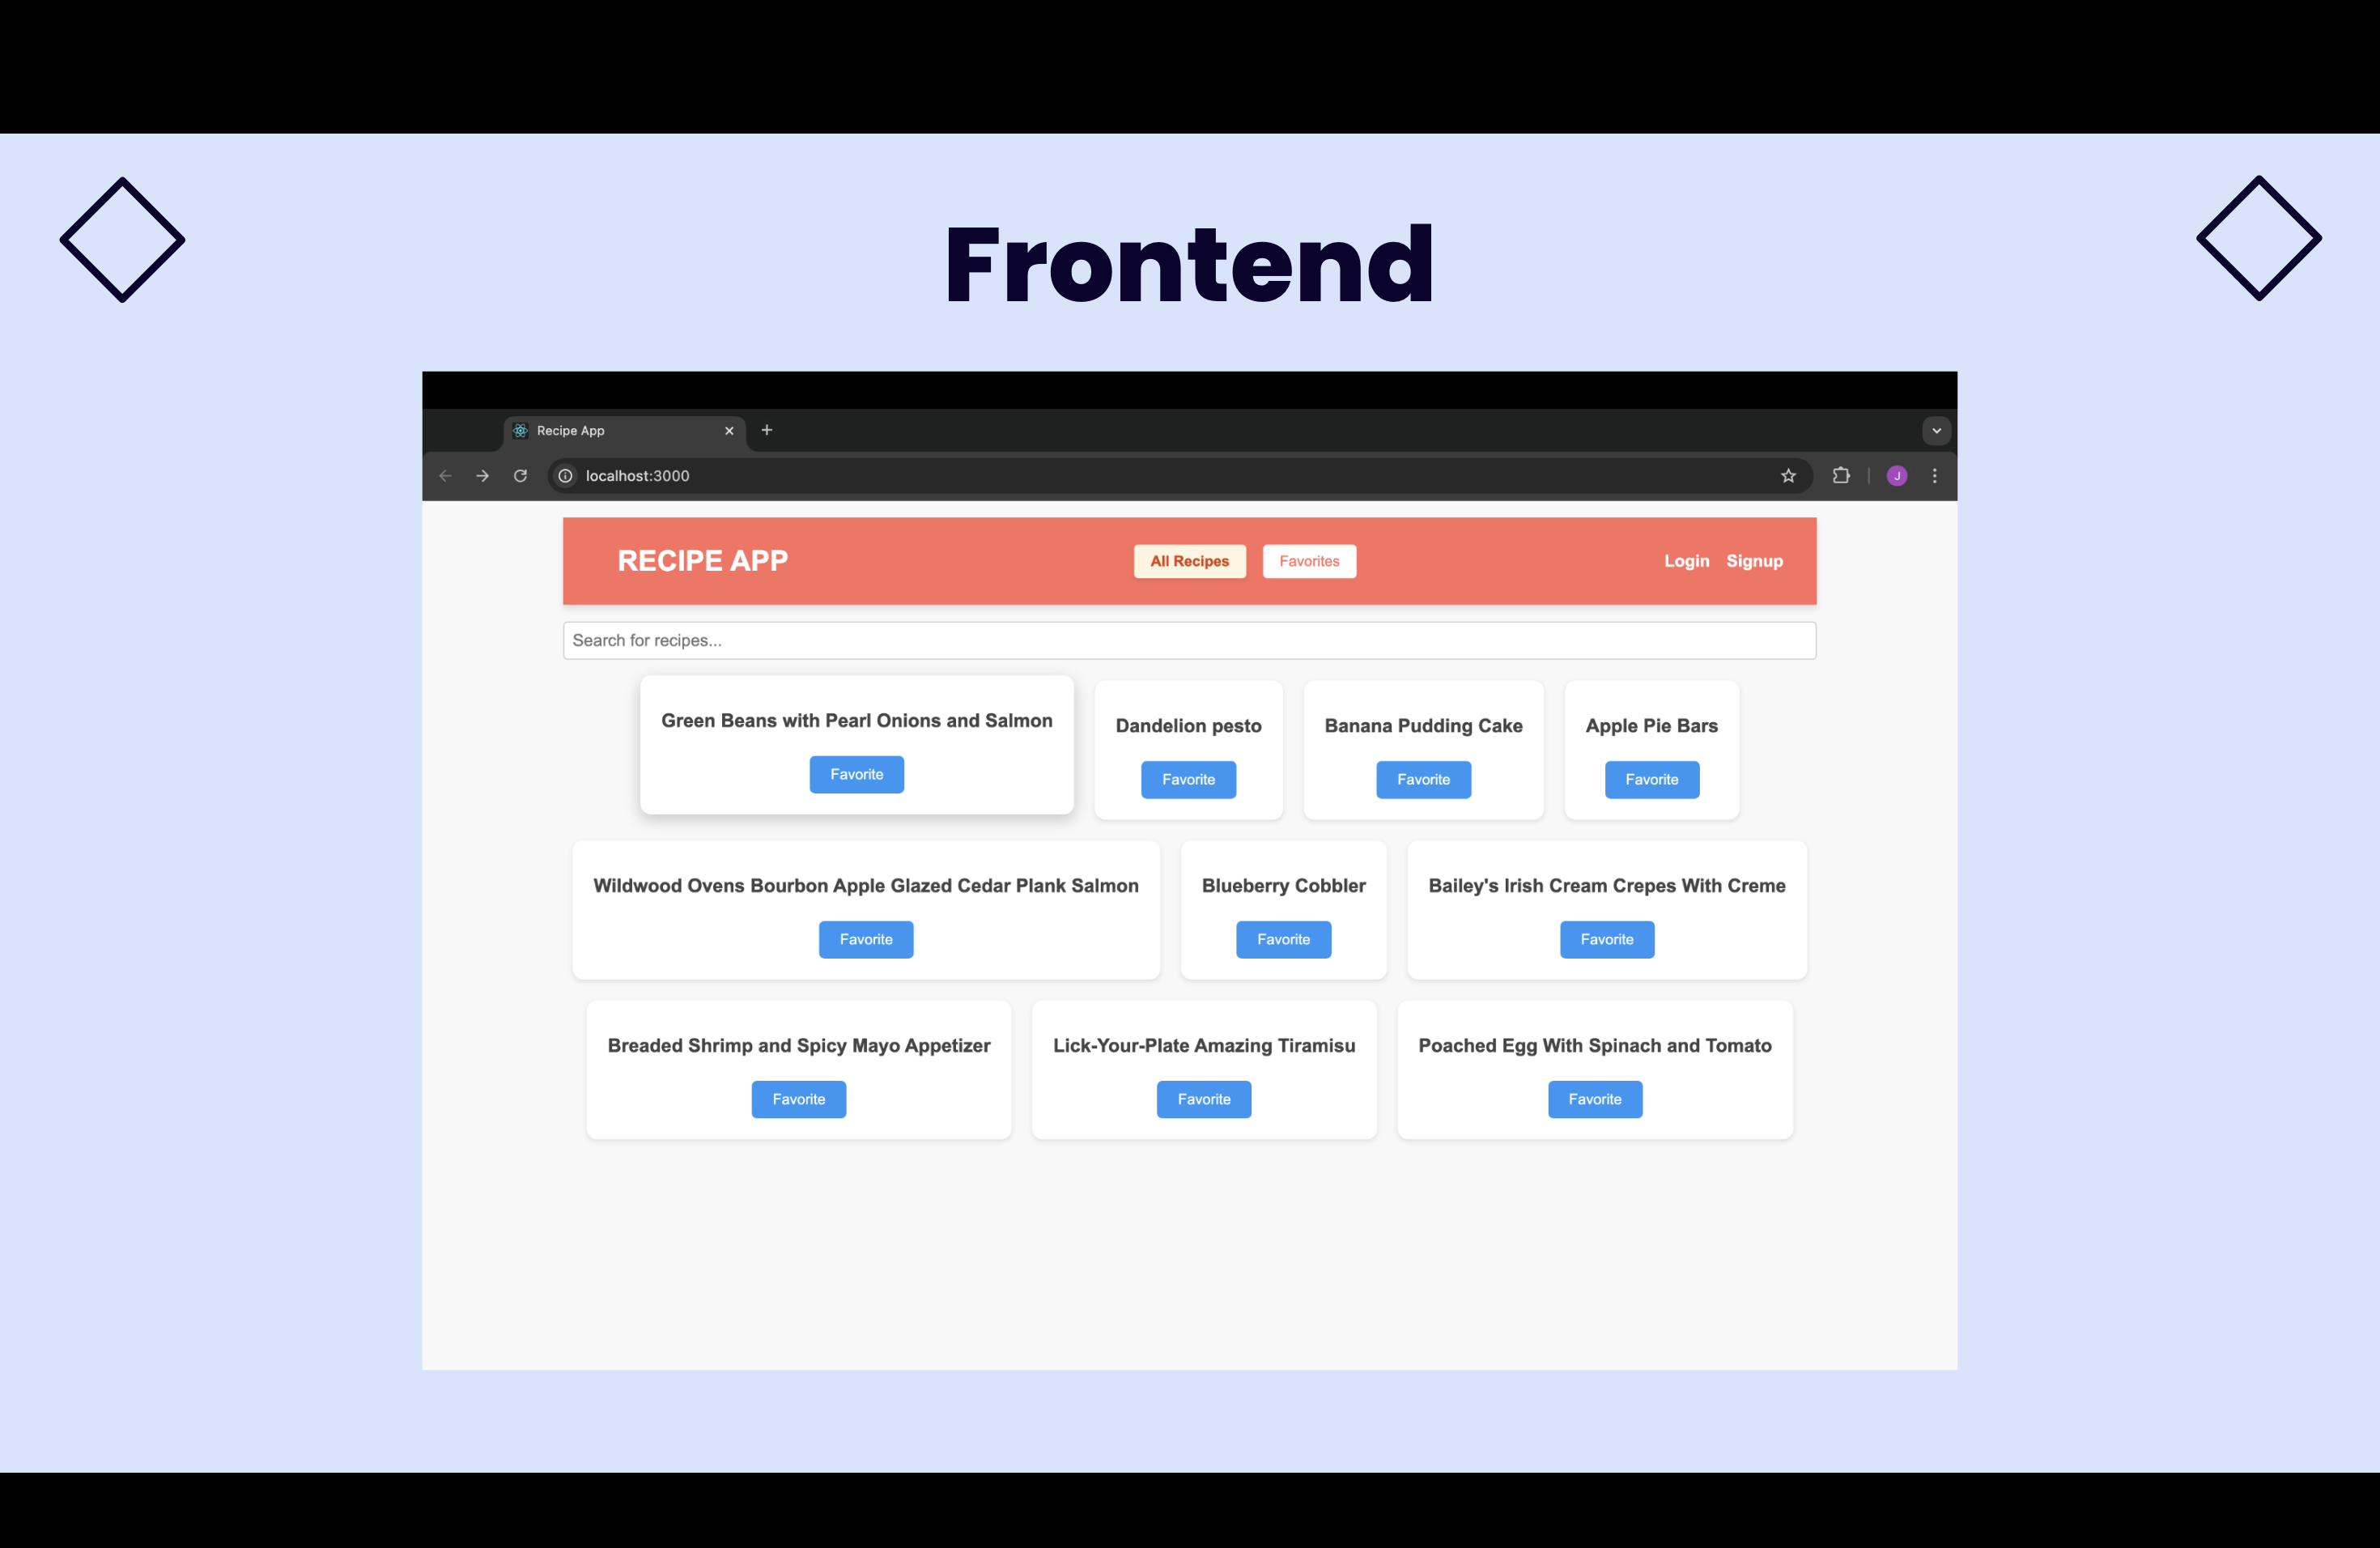 Frontend
Recipe App
localhost:3000
J
RECIPE APP
All Recipes Favorites
Login Signup
Search for recipes...
Green Beans with Pearl Onions and Salmon
Favorite
Dandelion pesto
Favorite
Banana Pudding Cake
Favorite
Apple Pie Bars
Favorite
Wildwood Ovens Bourbon Apple Glazed Cedar Plank Salmon
Favorite
Blueberry Cobbler
Favorite
Bailey's Irish Cream Crepes With Creme
Favorite
Breaded Shrimp and Spicy Mayo Appetizer
Favorite
Lick-Your-Plate Amazing Tiramisu
Favorite
Poached Egg With Spinach and Tomato
Favorite